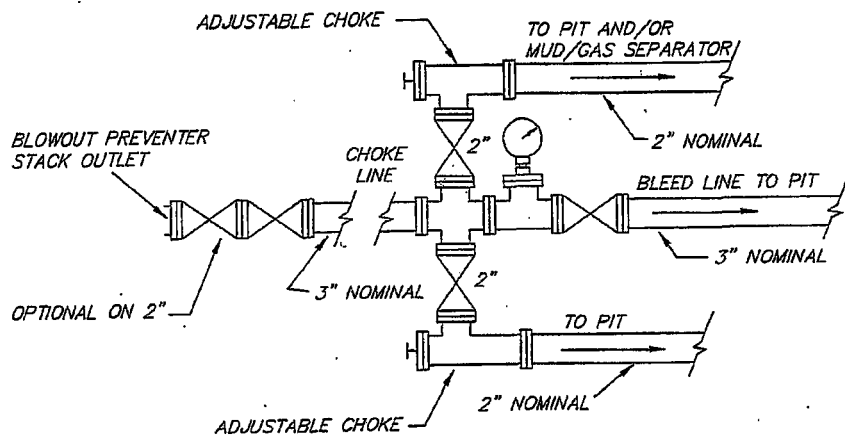 ADJUSTABLE CHOKE
TO PIT AND/OR
MUD/GAS SEPARATOR
2" NOMINAL
BLOWOUT PREVENTER
STACK OUTLET
CHOKE
LINE
2"
BLEED LINE TO PIT
3" NOMINAL
OPTIONAL ON 2"
3" NOMINAL
2"
TO PIT
2" NOMINAL
ADJUSTABLE CHOKE